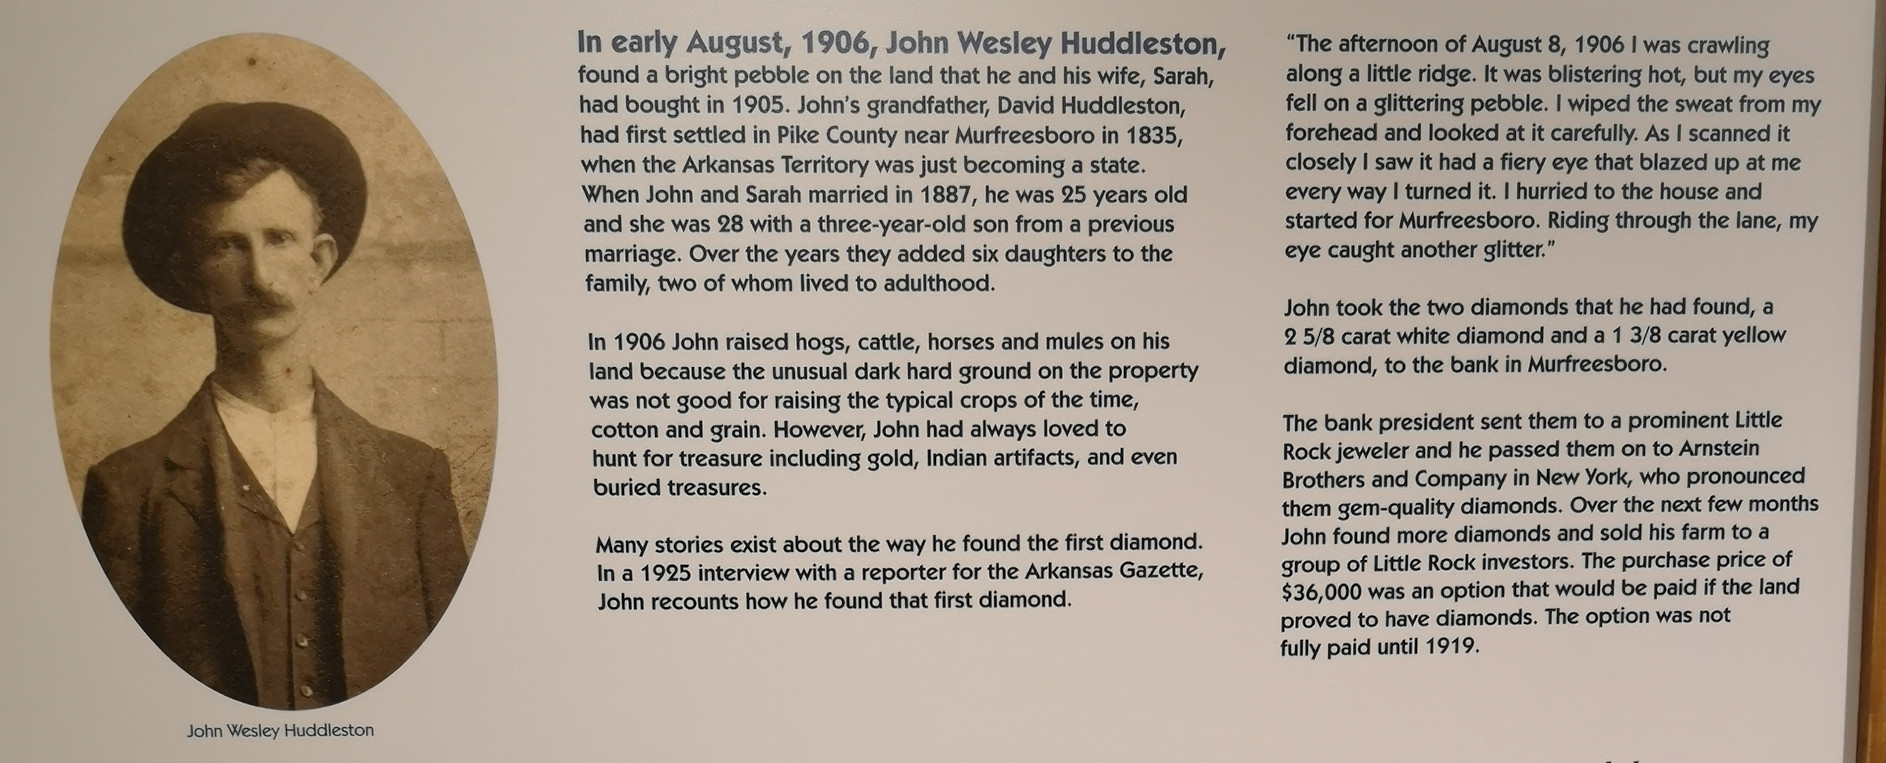 In early August, 1906, John Wesley Huddleston,
found a bright pebble on the land that he and his wife, Sarah,
had bought in 1905. John's grandfather, David Huddleston,
had first settled in Pike County near Murfreesboro in 1835,
when the Arkansas Territory was just becoming a state.
When John and Sarah married in 1887, he was 25 years old
and she was 28 with a three-year-old son from a previous
marriage. Over the years they added six daughters to the
family, two of whom lived to adulthood.
In 1906 John raised hogs, cattle, horses and mules on his
land because the unusual dark hard ground on the property
was not good for raising the typical crops of the time,
cotton and grain. However, John had always loved to
hunt for treasure including gold, Indian artifacts, and even
buried treasures.
Many stories exist about the way he found the first diamond.
In a 1925 interview with a reporter for the Arkansas Gazette,
John recounts how he found that first diamond.
"The afternoon of August 8, 1906 I was crawling
along a little ridge. It was blistering hot, but my eyes
fell on a glittering pebble. I wiped the sweat from my
forehead and looked at it carefully. As I scanned it
closely I saw it had a fiery eye that blazed up at me
every way I turned it. I hurried to the house and
started for Murfreesboro. Riding through the lane, my
eye caught another glitter."
John took the two diamonds that he had found, a
2 5/8 carat white diamond and a 1 3/8 carat yellow
diamond, to the bank in Murfreesboro.
The bank president sent them to a prominent Little
Rock jeweler and he passed them on to Arnstein
Brothers and Company in New York, who pronounced
them gem-quality diamonds. Over the next few months
John found more diamonds and sold his farm to a
group of Little Rock investors. The purchase price of
$36,000 was an option that would be paid if the land
proved to have diamonds. The option was not
fully paid until 1919.
John Wesley Huddleston